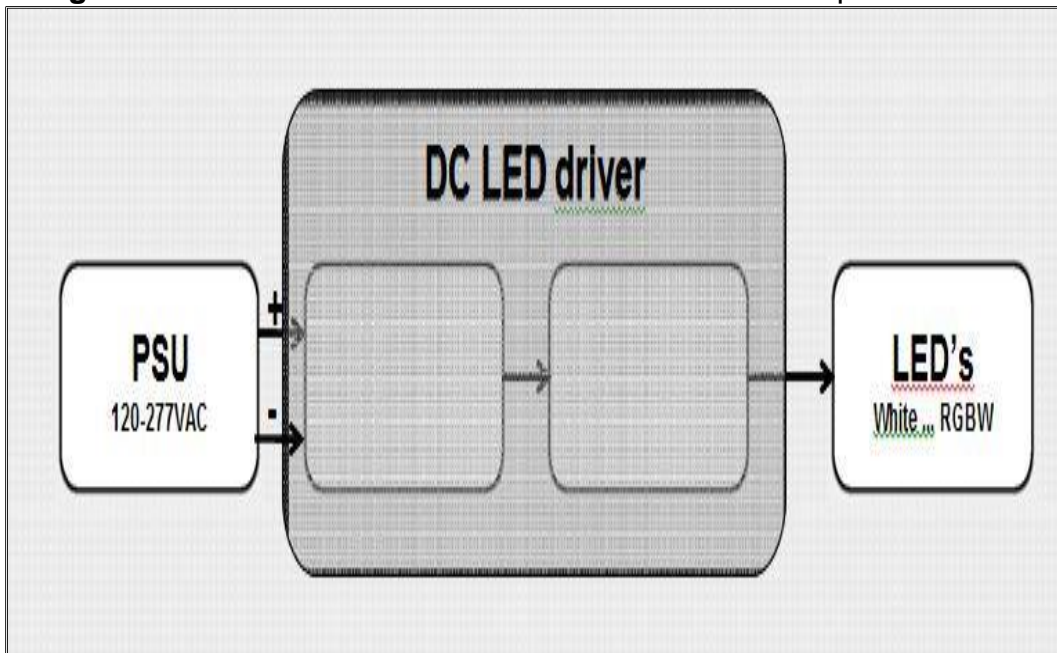 DC LED driver
+
PSU
120-277VAC
-
LED's
White ... RGBW